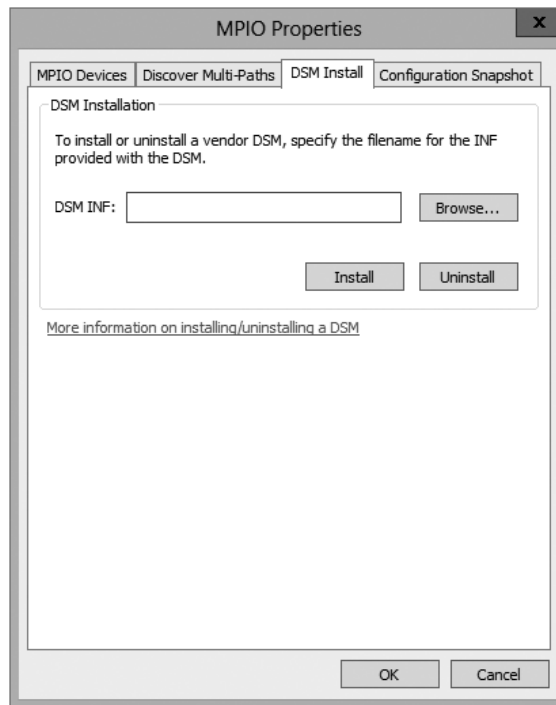 MPIO Properties
x
MPIO Devices
Discover Multi-Paths
DSM Install
Configuration Snapshot
DSM Installation
To install or uninstall a vendor DSM, specify the filename for the INF
provided with the DSM.
DSM INF:
Browse...
Install
Uninstall
More information on installing/uninstalling a DSM
OK
Cancel